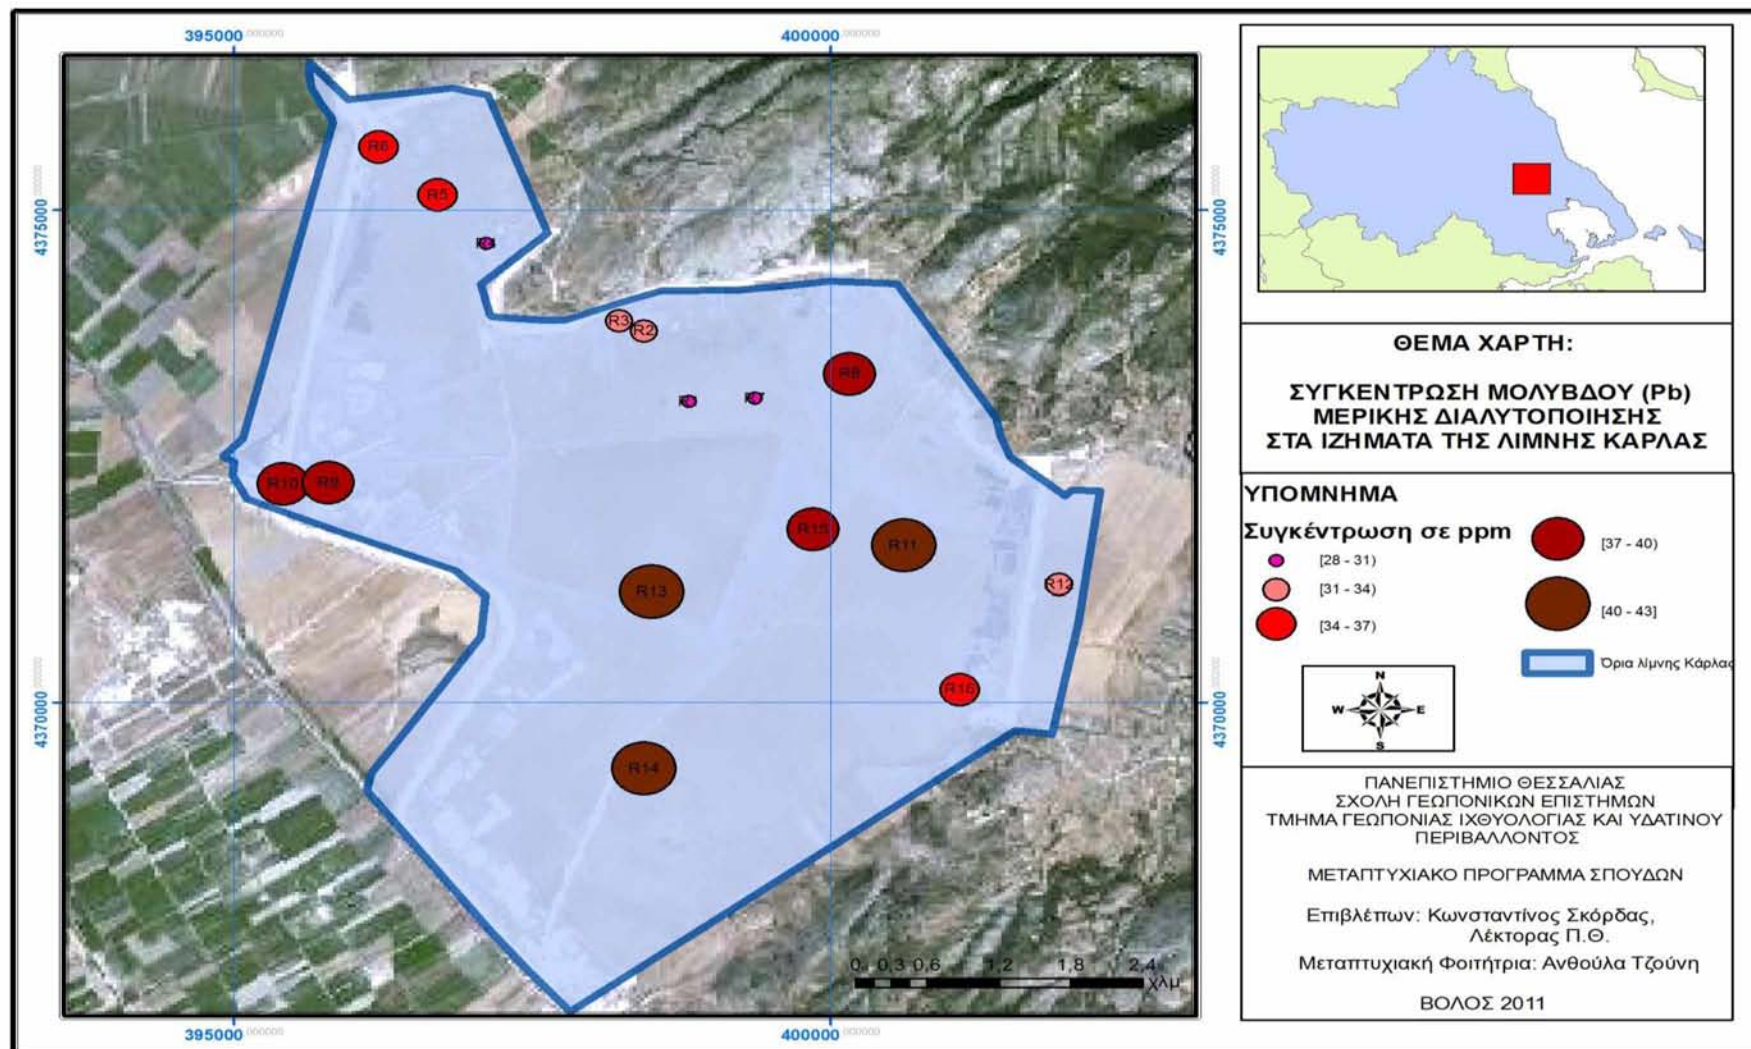 395000
400000
4375000
4375000
R6
R5
R3
R2
R8
R10
R9
R15
R11
R13
R12
R16
R14
4370000
4370000
0 0,3 0,6 1,2 1,8 2,4
χλμ
395000
400000
ΘΕΜΑ ΧΑΡΤΗ:
ΣΥΓΚΕΝΤΡΩΣΗ ΜΟΛΥΒΔΟΥ (Pb)
ΜΕΡΙΚΗΣ ΔΙΑΛΥΤΟΠΟΙΗΣΗΣ
ΣΤΑ ΙΖΗΜΑΤΑ ΤΗΣ ΛΙΜΝΗΣ ΚΑΡΛΑΣ
ΥΠΟΜΝΗΜΑ
Συγκέντρωση σε ppm
[28 - 31)
[31 - 34)
[34 - 37)
[37 - 40)
[40 - 43]
Όρια λίμνης Κάρλας
N
W E
S
ΠΑΝΕΠΙΣΤΗΜΙΟ ΘΕΣΣΑΛΙΑΣ
ΣΧΟΛΗ ΓΕΩΠΟΝΙΚΩΝ ΕΠΙΣΤΗΜΩΝ
ΤΜΗΜΑ ΓΕΩΠΟΝΙΑΣ ΙΧΘΥΟΛΟΓΙΑΣ ΚΑΙ ΥΔΑΤΙΝΟΥ
ΠΕΡΙΒΑΛΛΟΝΤΟΣ
ΜΕΤΑΠΤΥΧΙΑΚΟ ΠΡΟΓΡΑΜΜΑ ΣΠΟΥΔΩΝ
Επιβλέπων: Κωνσταντίνος Σκόρδας,
Λέκτορας Π.Θ.
Μεταπτυχιακή Φοιτήτρια: Ανθούλα Τζούνη
ΒΟΛΟΣ 2011